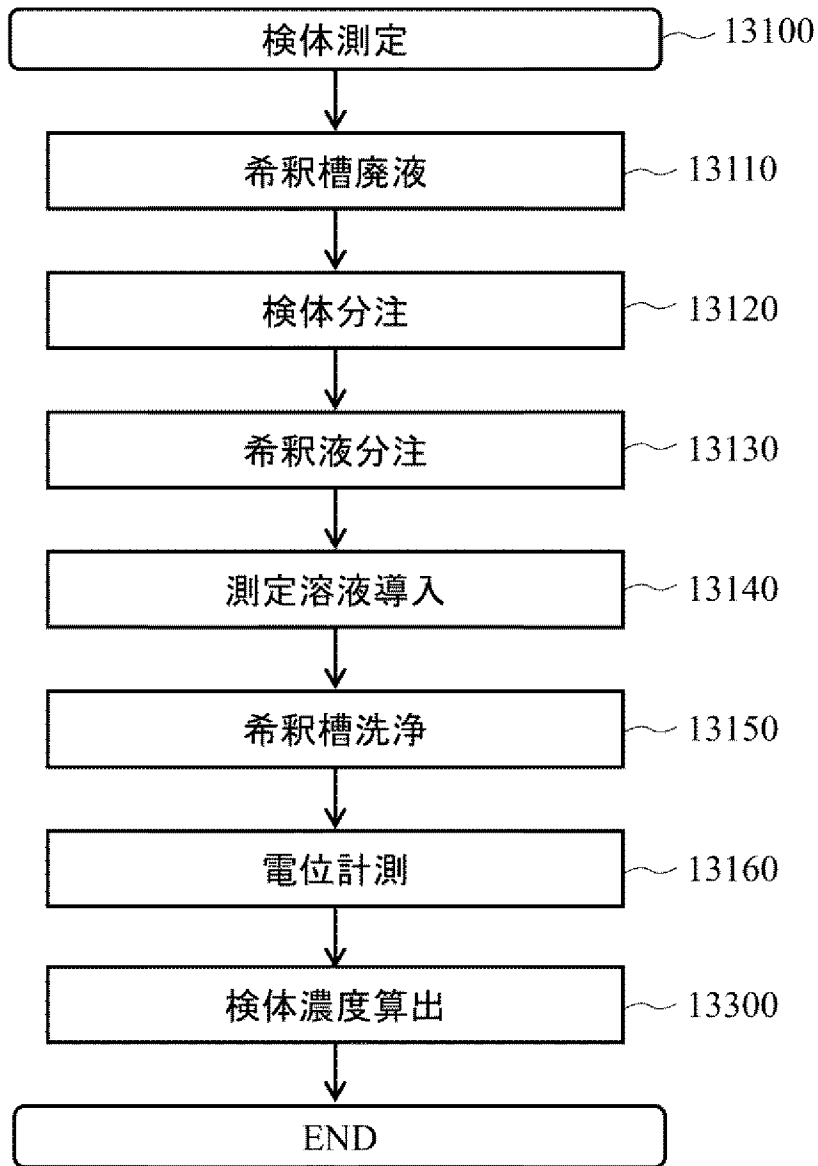 検体測定 13100
希釈槽廃液 13110
検体分注 13120
希釈液分注 13130
測定溶液導入 13140
希釈槽洗浄 13150
電位計測 13160
検体濃度算出 13300
END